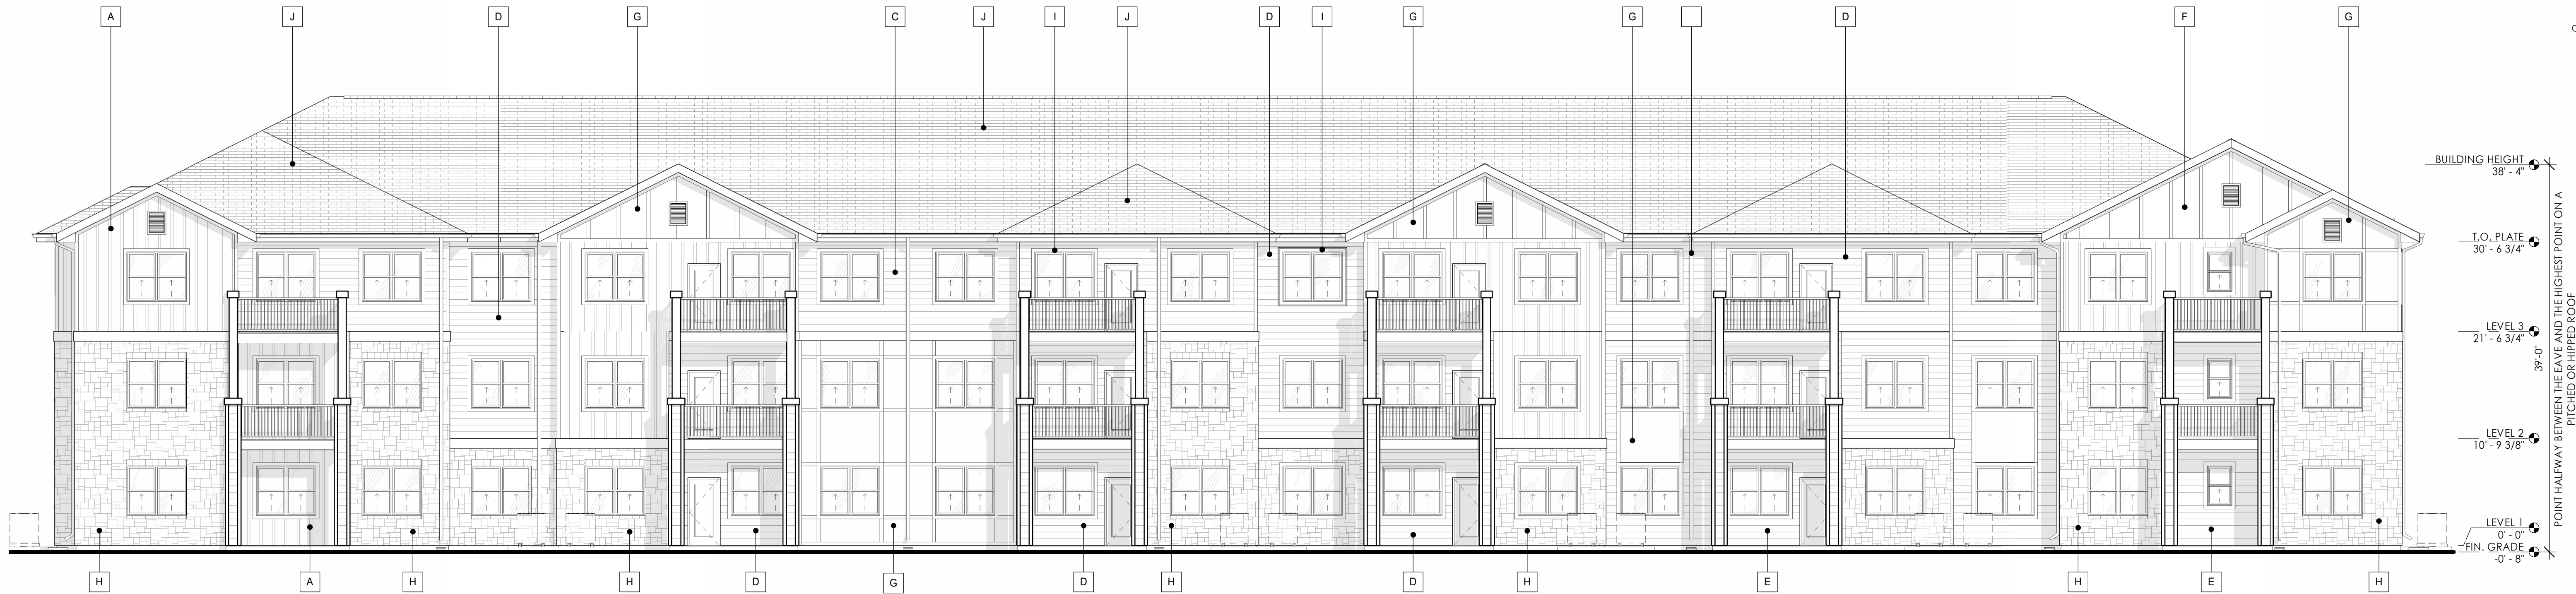 A
J
D
G
C
J
I
J
D
I
G
G
D
F
G
BUILDING HEIGHT
38' - 4"
T.O. PLATE
30' - 6 3/4"
LEVEL 3
21' - 6 3/4"
LEVEL 2
10' - 9 3/8"
LEVEL 1
0' - 0"
FIN. GRADE
-0' - 8"
39'-0"
POINT HALFWAY BETWEEN THE EAVE AND THE HIGHEST POINT ON A
PITCHED OR HIPPED ROOF
H
A
H
H
D
G
D
H
D
H
E
H
E
H